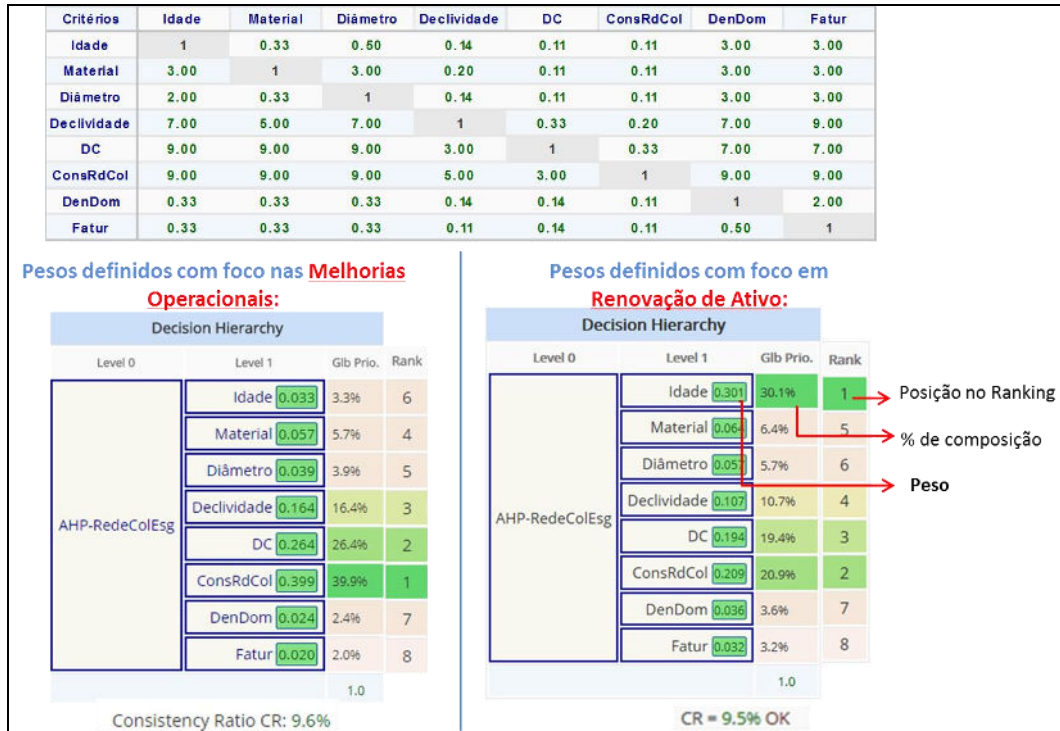 Critérios Idade Material Diâmetro Declividade DC ConsRdCol DenDom Fatur
Idade 1 0.33 0.50 0.14 0.11 0.11 3.00 3.00
Material 3.00 1 3.00 0.20 0.11 0.11 3.00 3.00
Diâmetro 2.00 0.33 1 0.14 0.11 0.11 3.00 3.00
Declividade 7.00 5.00 7.00 1 0.33 0.20 7.00 9.00
DC 9.00 9.00 9.00 3.00 1 0.33 7.00 7.00
ConsRdCol 9.00 9.00 9.00 5.00 3.00 1 9.00 9.00
DenDom 0.33 0.33 0.33 0.14 0.14 0.11 1 2.00
Fatur 0.33 0.33 0.33 0.11 0.14 0.11 0.50 1
Pesos definidos com foco nas Melhorias
Operacionais:
Decision Hierarchy
Level 0 Level 1 Glb Prio. Rank
Idade 0.033 3.3% 6
Material 0.057 5.7% 4
Diâmetro 0.039 3.9% 5
Declividade 0.164 16.4% 3
AHP-RedeColEsg
DC 0.264 26.4% 2
ConsRdCol 0.399 39.9% 1
DenDom 0.024 2.4% 7
Fatur 0.020 2.0% 8
1.0
Consistency Ratio CR: 9.6%
Pesos definidos com foco em
Renovação de Ativo:
Decision Hierarchy
Level 0 Level 1 Glb Prio. Rank
Idade 0.301 30.1% 1
Material 0.064 6.4% 5
Diâmetro 0.057 5.7% 6
Declividade 0.107 10.7% 4
AHP-RedeColEsg
DC 0.194 19.4% 3
ConsRdCol 0.209 20.9% 2
DenDom 0.036 3.6% 7
Fatur 0.032 3.2% 8
1.0
CR = 9.5% OK
Posição no Ranking
% de composição
Peso